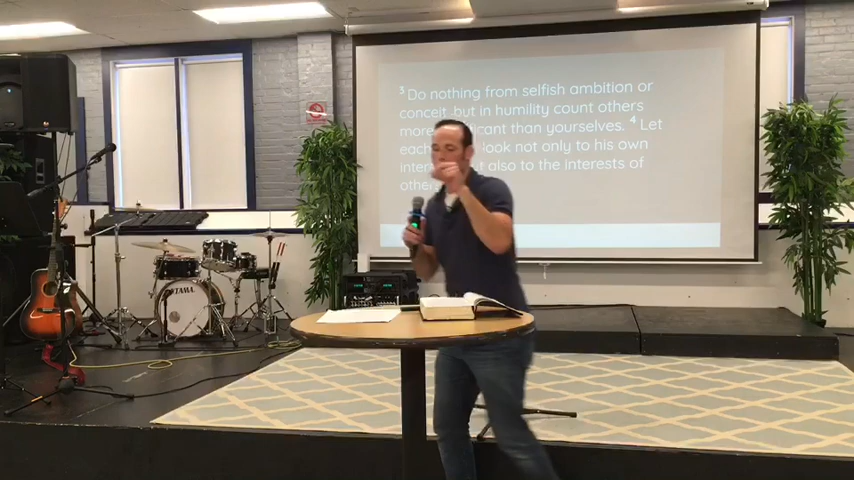 ³ Do nothing from selfish ambition or
conceit, but in humility count others
more than yourselves. ⁴ Let
each look not only to his own
also to the interests of
TAMA